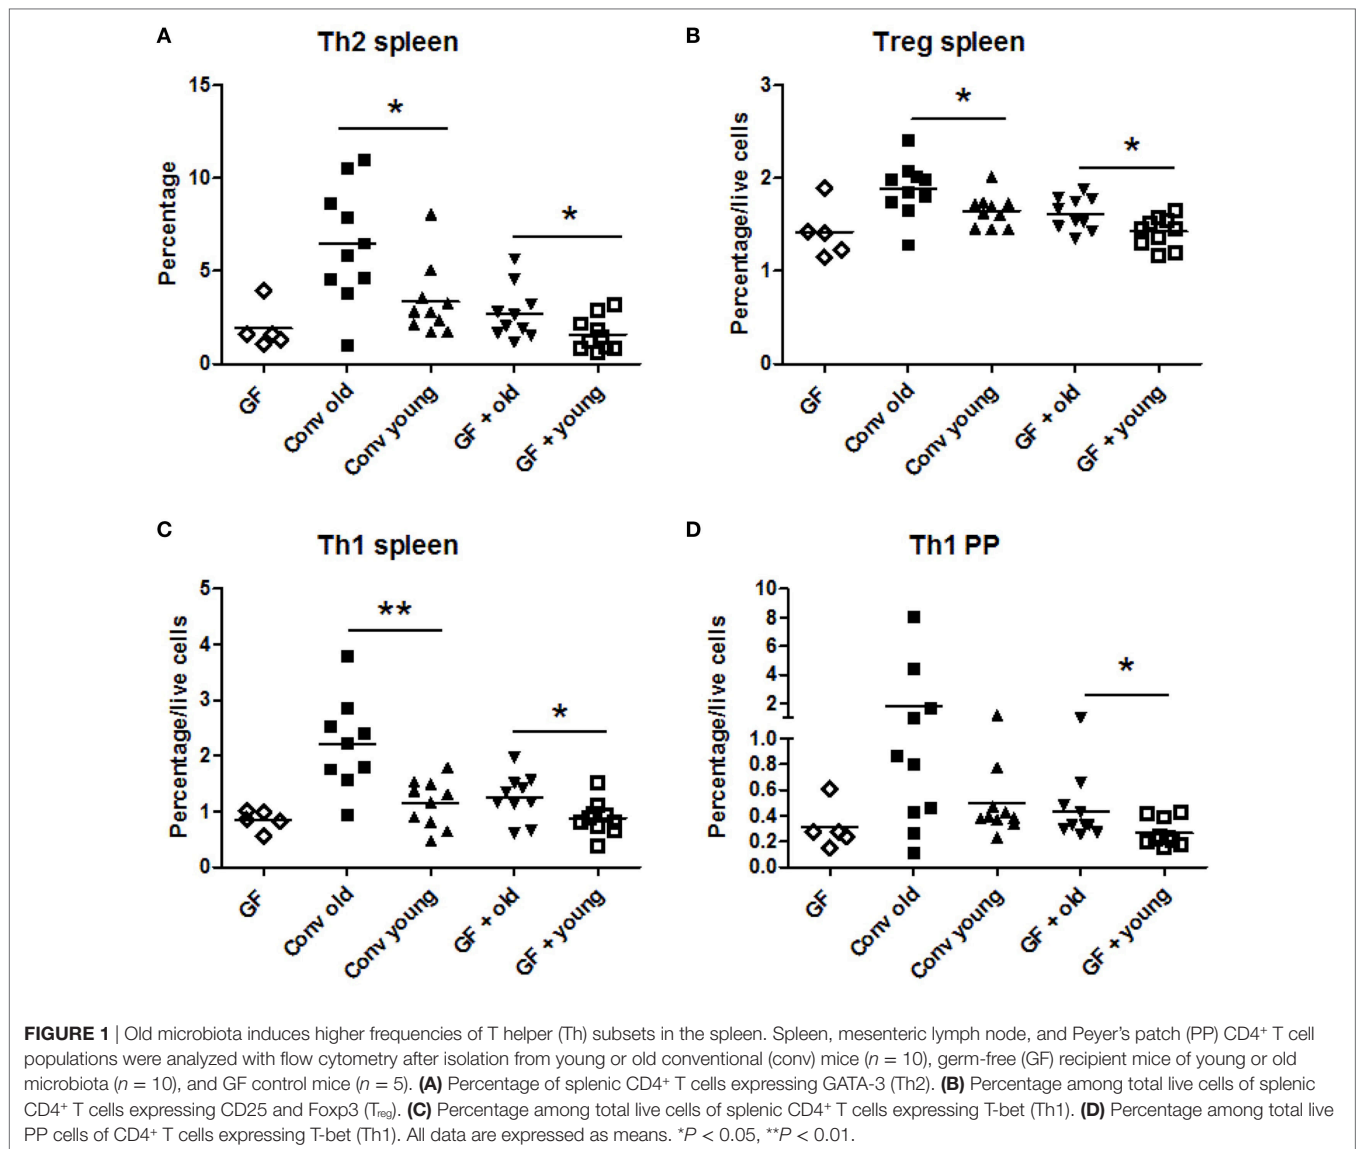 A
Th2 spleen
15
10
5
0
Percentage
*
*
GF
Conv old
Conv young
GF + old
GF + young
B
Treg spleen
3
2
1
0
Percentage/live cells
*
*
GF
Conv old
Conv young
GF + old
GF + young
C
Th1 spleen
5
4
3
2
1
0
Percentage/live cells
**
*
GF
Conv old
Conv young
GF + old
GF + young
D
Th1 PP
10
8
6
4
2
1.0
0.8
0.6
0.4
0.2
0.0
Percentage/live cells
*
GF
Conv old
Conv young
GF + old
GF + young
FIGURE 1 | Old microbiota induces higher frequencies of T helper (Th) subsets in the spleen. Spleen, mesenteric lymph node, and Peyer's patch (PP) CD4⁺ T cell
populations were analyzed with flow cytometry after isolation from young or old conventional (conv) mice (n = 10), germ-free (GF) recipient mice of young or old
microbiota (n = 10), and GF control mice (n = 5). (A) Percentage of splenic CD4⁺ T cells expressing GATA-3 (Th2). (B) Percentage among total live cells of splenic
CD4⁺ T cells expressing CD25 and Foxp3 (Treg). (C) Percentage among total live cells of splenic CD4⁺ T cells expressing T-bet (Th1). (D) Percentage among total live
PP cells of CD4⁺ T cells expressing T-bet (Th1). All data are expressed as means. *P < 0.05, **P < 0.01.